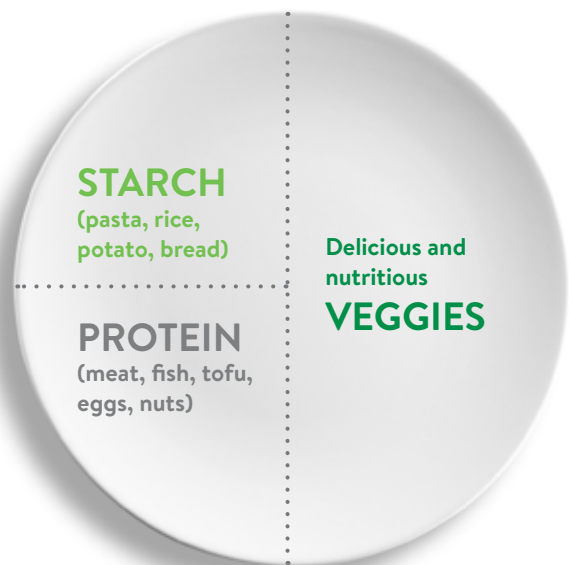 STARCH
(pasta, rice,
potato, bread)
PROTEIN
(meat, fish, tofu,
eggs, nuts)
Delicious and
nutritious
VEGGIES